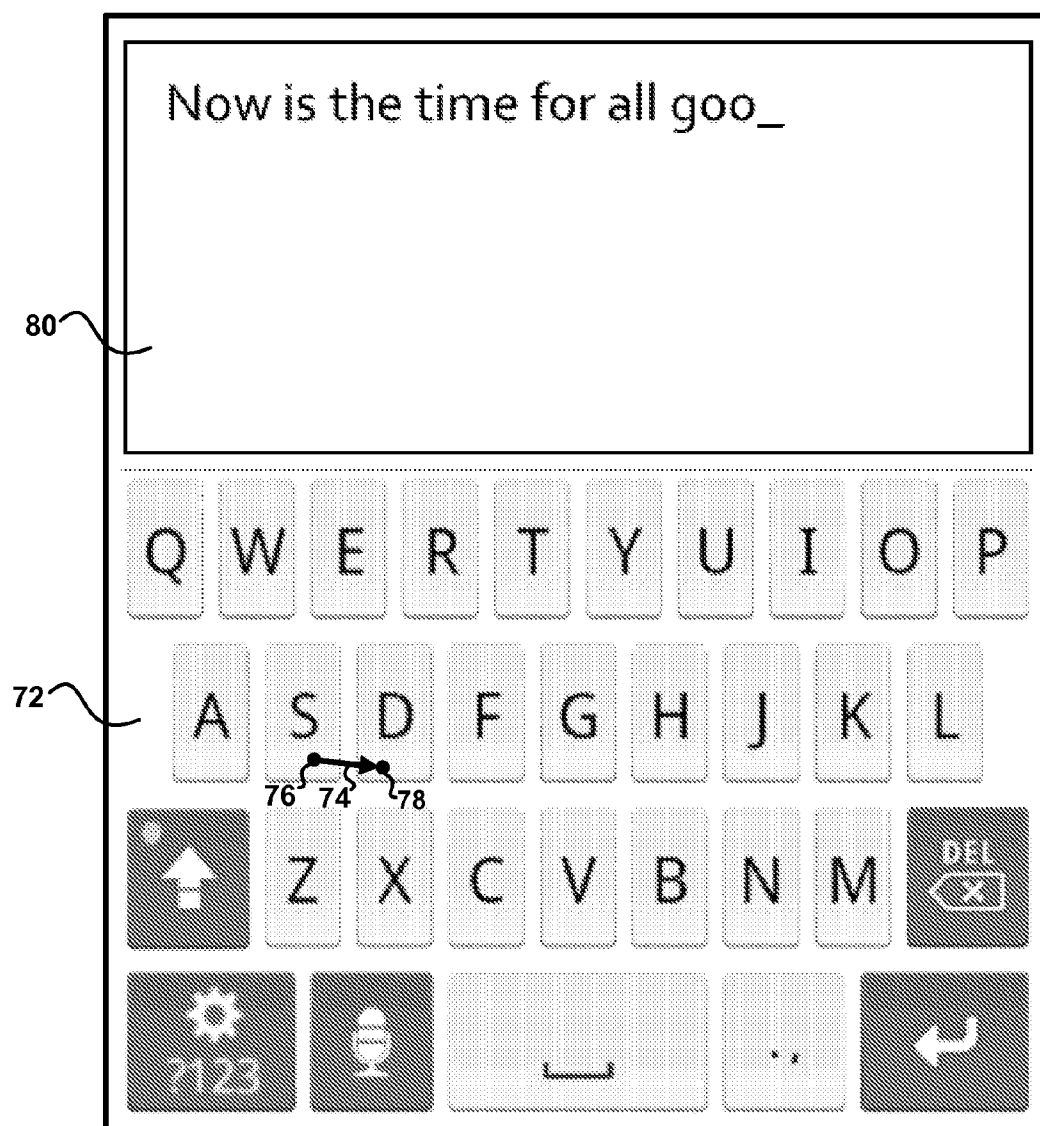 Now is the time for all goo_
80
Q W E R T Y U I O P
72
A S D F G H J K L
76 74 78
Z X C V B N M DEL
?123 . ,